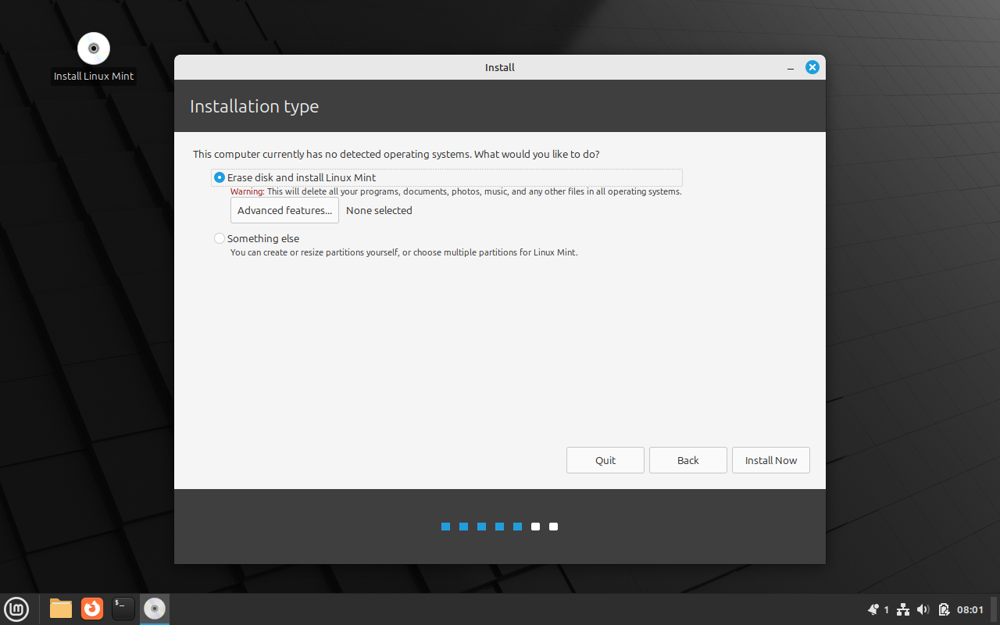 Install Linux Mint
Install
Installation type
This computer currently has no detected operating systems. What would you like to do?
Erase disk and install Linux Mint
Warning: This will delete all your programs, documents, photos, music, and any other files in all operating systems.
Advanced features... None selected
Something else
You can create or resize partitions yourself, or choose multiple partitions for Linux Mint.
Quit Back Install Now
$_
1 08:01